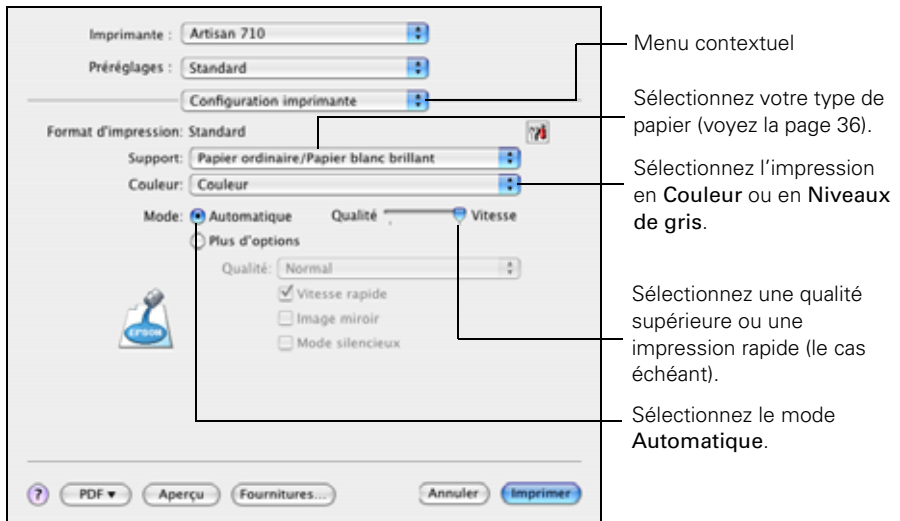 Imprimante : Artisan 710
Préréglages : Standard
Configuration imprimante
Format d'impression: Standard
Support: Papier ordinaire/Papier blanc brillant
Couleur: Couleur
Mode: Automatique Qualité Vitesse
Plus d'options
Qualité: Normal
Vitesse rapide
Image miroir
Mode silencieux
EPSON
? PDF Aperçu Fournitures... Annuler Imprimer
Menu contextuel
Sélectionnez votre type de
papier (voyez la page 36).
Sélectionnez l'impression
en Couleur ou en Niveaux
de gris.
Sélectionnez une qualité
supérieure ou une
impression rapide (le cas
échéant).
Sélectionnez le mode
Automatique.